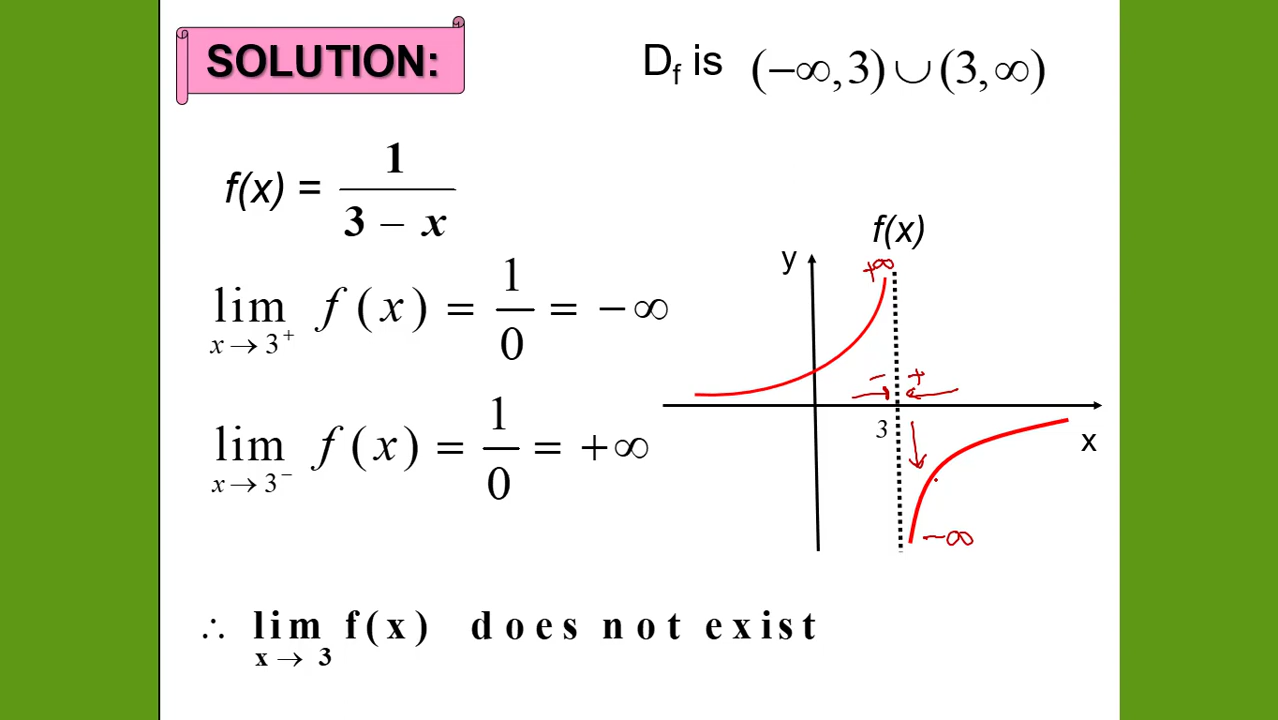 SOLUTION:
D_f is (−∞,3)∪(3,∞)
f(x) = 1/(3 − x)
lim x→3⁺ f(x) = 1/0 = −∞
lim x→3⁻ f(x) = 1/0 = +∞
f(x)
y
+∞
− +
3
x
−∞
∴ lim x→3 f(x) does not exist